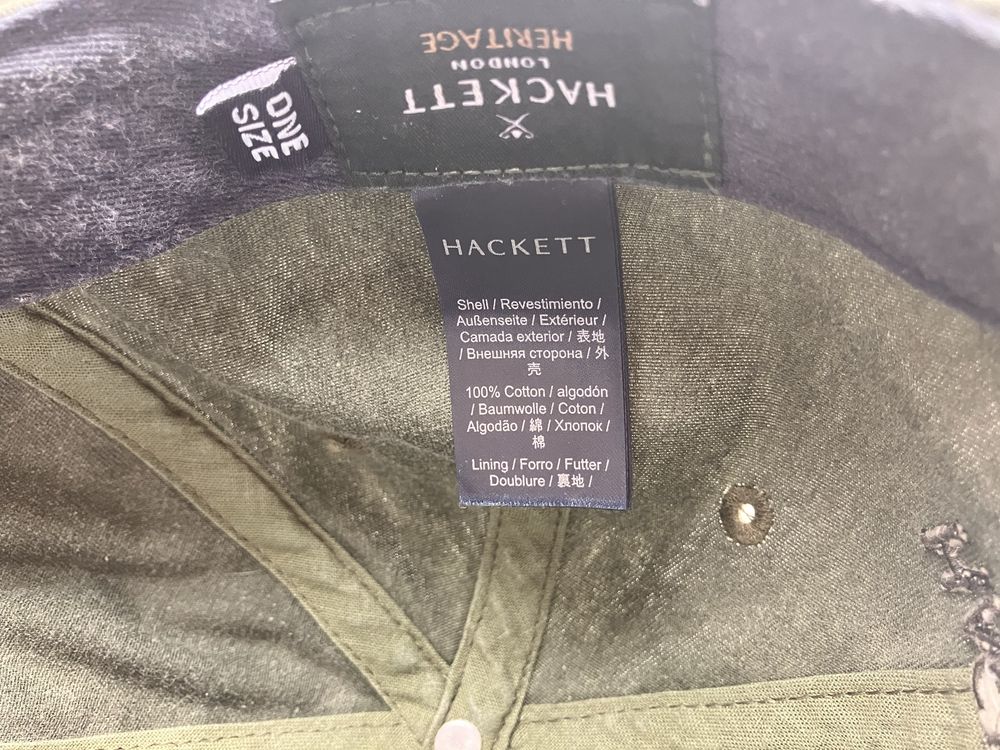 HERITAGE
LONDON
HACKETT
ONE
SIZE
HACKETT
Shell / Revestimiento /
Außenseite / Extérieur /
Camada exterior / 表地
/ Внешняя сторона / 外
壳
100% Cotton / algodón
/ Baumwolle / Coton /
Algodão / 綿 / Хлопок /
棉
Lining / Forro / Futter /
Doublure / 裏地 /